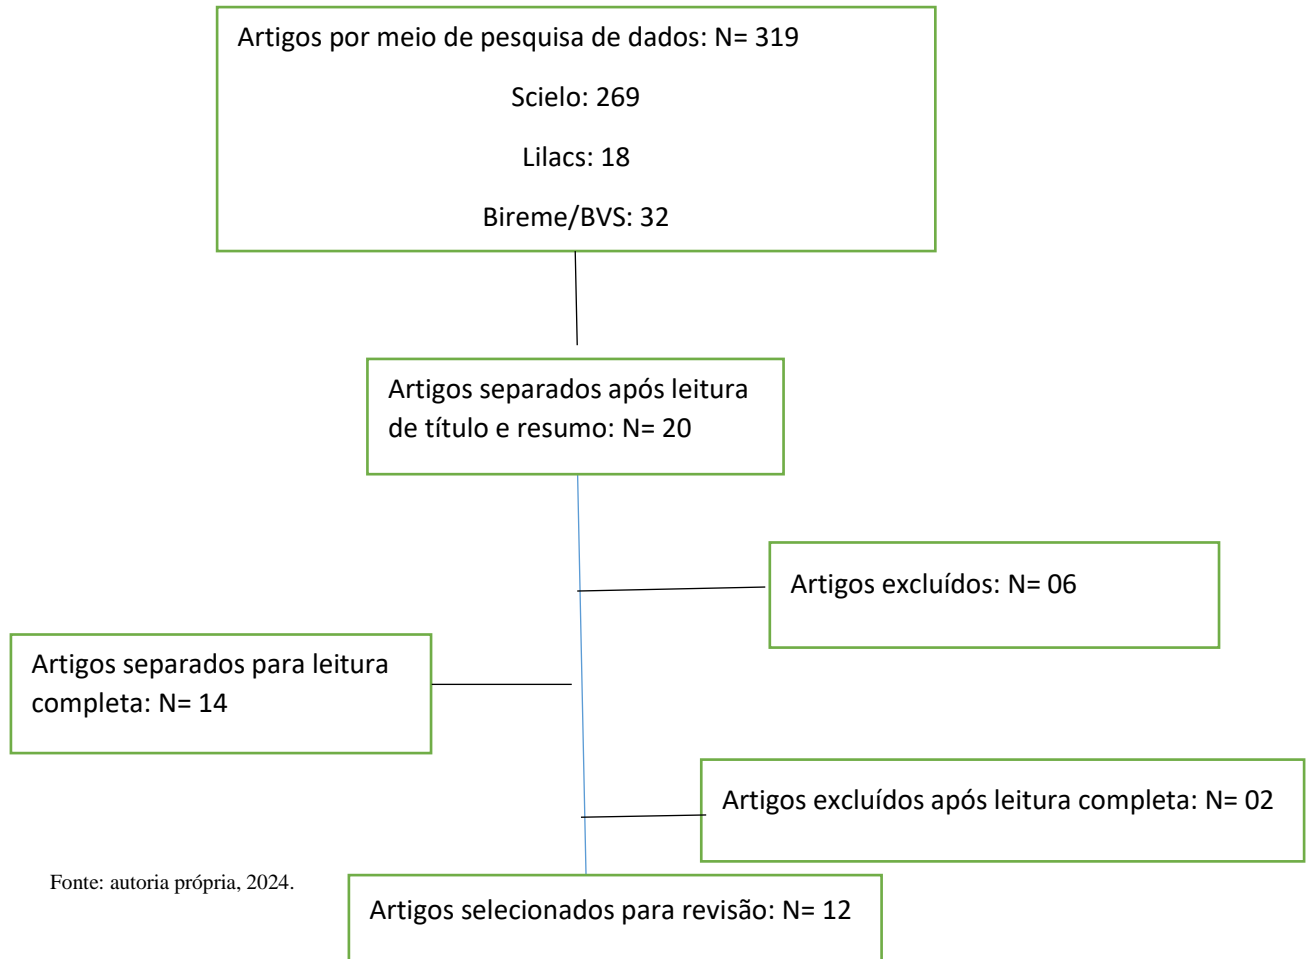 Artigos por meio de pesquisa de dados: N= 319
Scielo: 269
Lilacs: 18
Bireme/BVS: 32
Artigos separados após leitura
de título e resumo: N= 20
Artigos excluídos: N= 06
Artigos separados para leitura
completa: N= 14
Artigos excluídos após leitura completa: N= 02
Fonte: autoria própria, 2024.
Artigos selecionados para revisão: N= 12